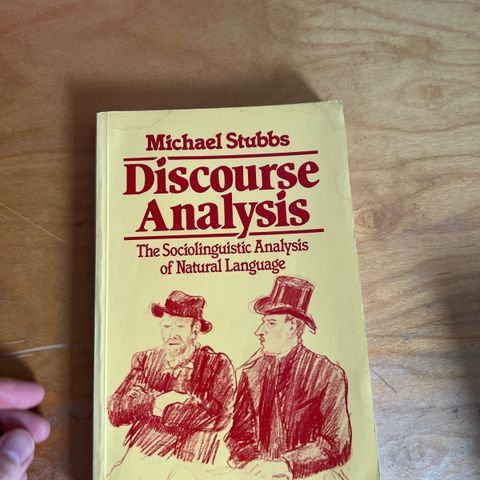 Michael Stubbs
Discourse
Analysis
The Sociolinguistic Analysis
of Natural Language